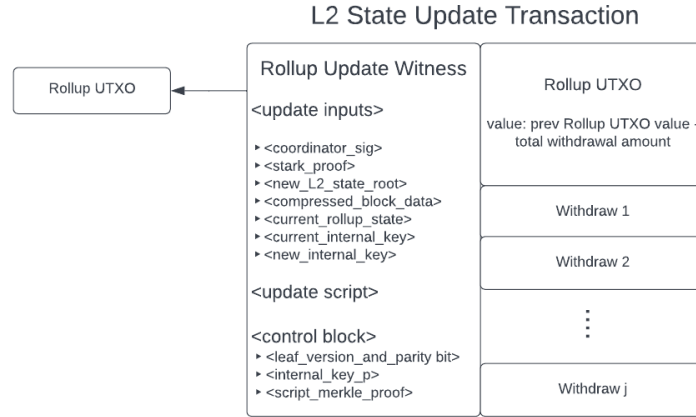 L2 State Update Transaction
Rollup UTXO
Rollup Update Witness
<update inputs>
<coordinator_sig>
<stark_proof>
<new_L2_state_root>
<compressed_block_data>
<current_rollup_state>
<current_internal_key>
<new_internal_key>
<update script>
<control block>
<leaf_version_and_parity bit>
<internal_key_p>
<script_merkle_proof>
Rollup UTXO
value: prev Rollup UTXO value -
total withdrawal amount
Withdraw 1
Withdraw 2
Withdraw j